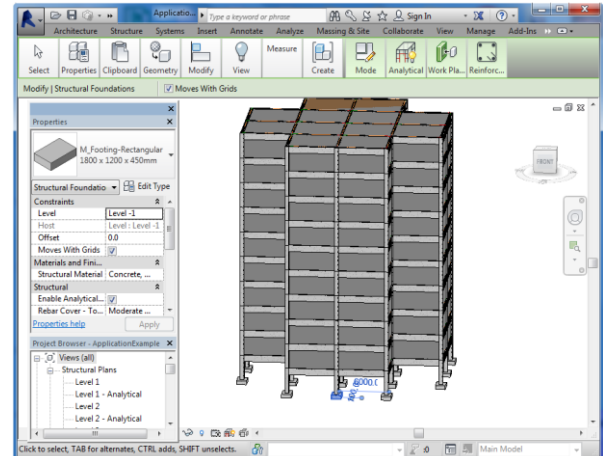 Applicatio...
Type a keyword or phrase
Sign In
Architecture Structure Systems Insert Annotate Analyze Massing & Site Collaborate View Manage Add-Ins
Select Properties Clipboard Geometry Modify View Measure Create Mode Analytical Work Pla... Reinforc...
Modify | Structural Foundations Moves With Grids
Properties
M_Footing-Rectangular
1800 x 1200 x 450mm
Structural Foundatio Edit Type
Constraints
Level Level -1
Host Level : Level -1
Offset 0.0
Moves With Grids
Materials and Fini...
Structural Material Concrete, ...
Structural
Enable Analytical...
Rebar Cover - To... Moderate ...
Properties help Apply
Project Browser - ApplicationExample
Views (all)
Structural Plans
Level 1
Level 1 - Analytical
Level 2
Level 2 - Analytical
FRONT
Click to select, TAB for alternates, CTRL adds, SHIFT unselects.
:0
Main Model